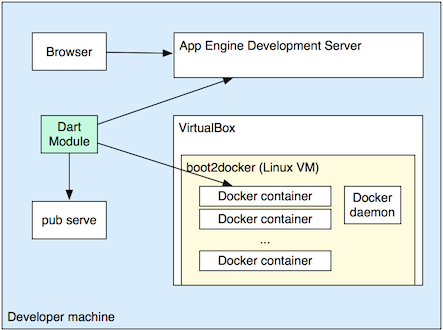 Browser
App Engine Development Server
Dart
Module
VirtualBox
boot2docker (Linux VM)
Docker container
Docker container
...
Docker container
Docker
daemon
pub serve
Developer machine